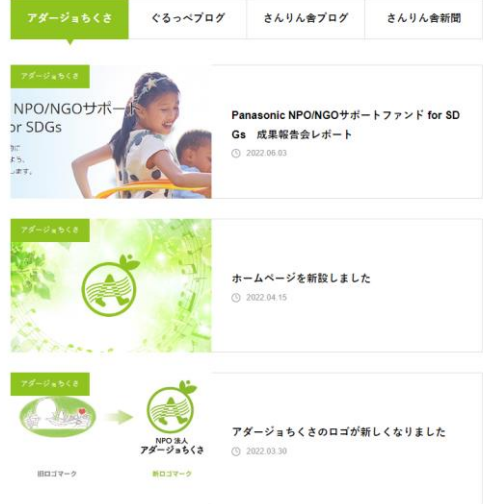 アダージョちくさ
ぐるっぺブログ
さんりん舎ブログ
さんりん舎新聞
アダージョちくさ
NPO/NGOサポート
or SDGs
ます。
Panasonic NPO/NGOサポートファンド for SD
Gs 成果報告会レポート
2022.06.03
アダージョちくさ
ホームページを新設しました
2022.04.15
アダージョちくさ
NPO 法人
アダージョちくさ
旧ロゴマーク
新ロゴマーク
アダージョちくさのロゴが新しくなりました
2022.03.30